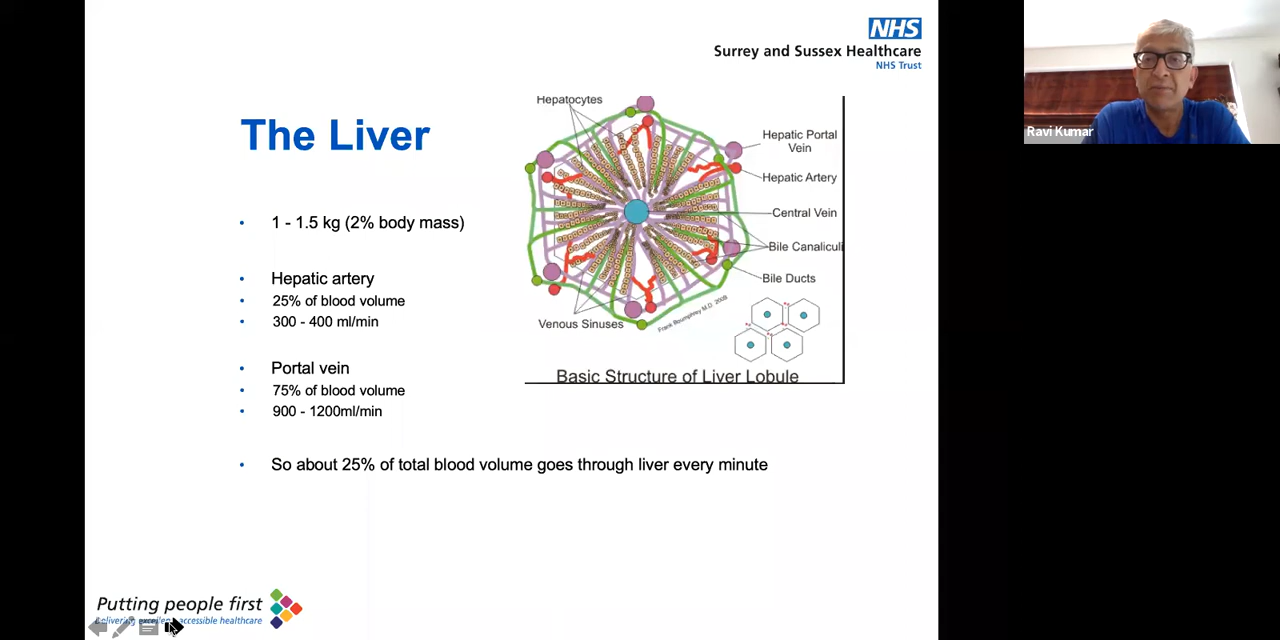 NHS
Surrey and Sussex Healthcare
NHS Trust
Ravi Kumar
The Liver
1 - 1.5 kg (2% body mass)
Hepatic artery
25% of blood volume
300 - 400 ml/min
Portal vein
75% of blood volume
900 - 1200ml/min
So about 25% of total blood volume goes through liver every minute
Hepatocytes
Hepatic Portal
Vein
Hepatic Artery
Central Vein
Bile Canaliculi
Bile Ducts
Venous Sinuses
Frank Boumphrey M.D. 2009
Basic Structure of Liver Lobule
Putting people first
accessible healthcare